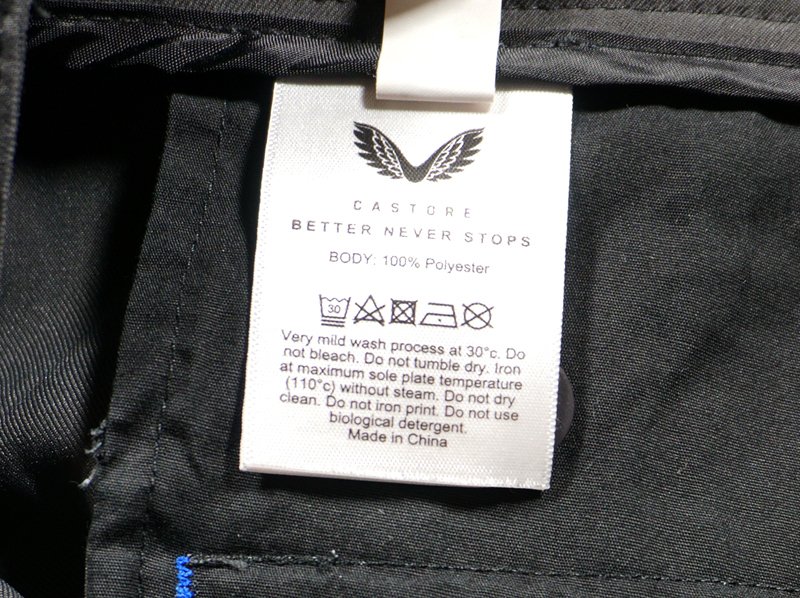 CASTORE
BETTER NEVER STOPS
BODY: 100% Polyester
30
Very mild wash process at 30°c. Do
not bleach. Do not tumble dry. Iron
at maximum sole plate temperature
(110°c) without steam. Do not dry
clean. Do not iron print. Do not use
biological detergent.
Made in China